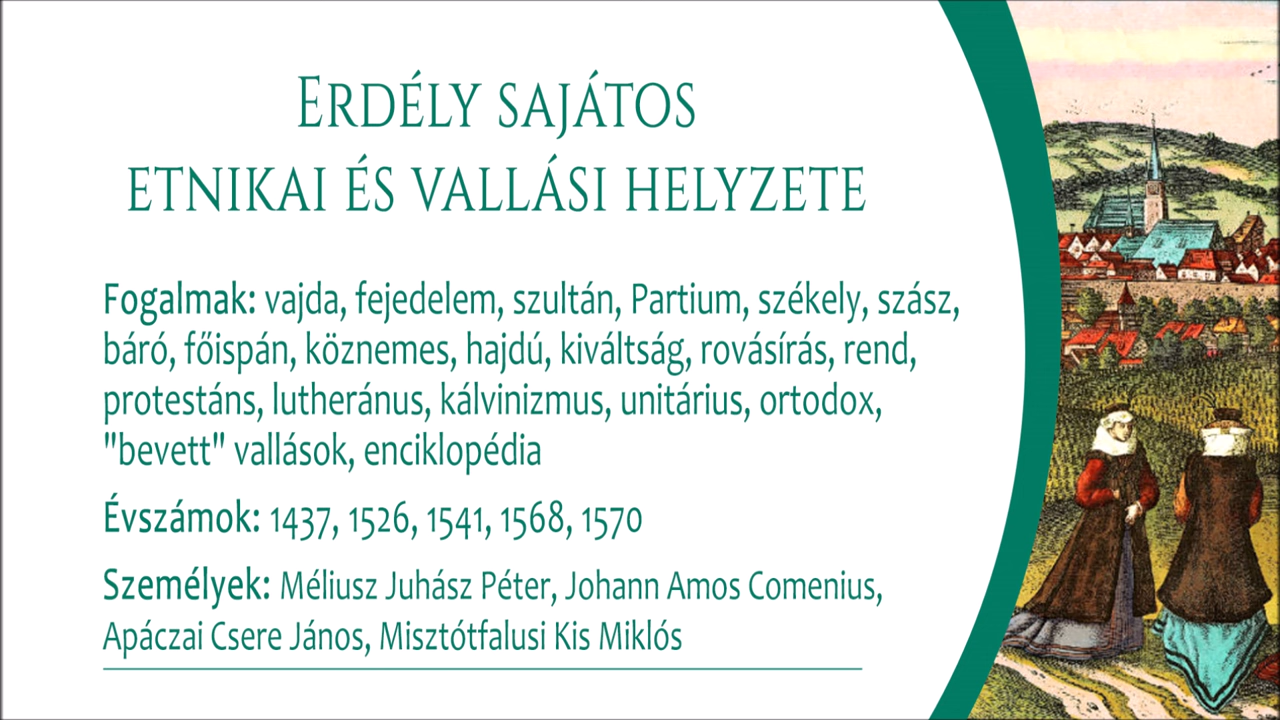 ERDÉLY SAJÁTOS
ETNIKAI ÉS VALLÁSI HELYZETE
Fogalmak: vajda, fejedelem, szultán, Partium, székely, szász,
báró, főispán, köznemes, hajdú, kiváltság, rovásírás, rend,
protestáns, lutheránus, kálvinizmus, unitárius, ortodox,
"bevett" vallások, enciklopédia
Évszámok: 1437, 1526, 1541, 1568, 1570
Személyek: Méliusz Juhász Péter, Johann Amos Comenius,
Apáczai Csere János, Misztótfalusi Kis Miklós